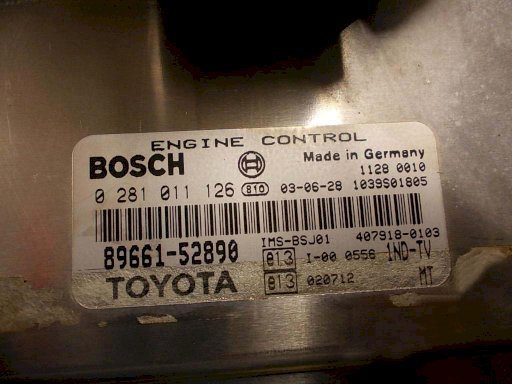 ENGINE CONTROL
BOSCH Made in Germany
1128 0010
0 281 011 126 810 03-06-28 1039S01805
IMS-BSJ01 407918-0103
89661-52890 813 I-00 0556 1ND-TV
TOYOTA 813 020712 MT